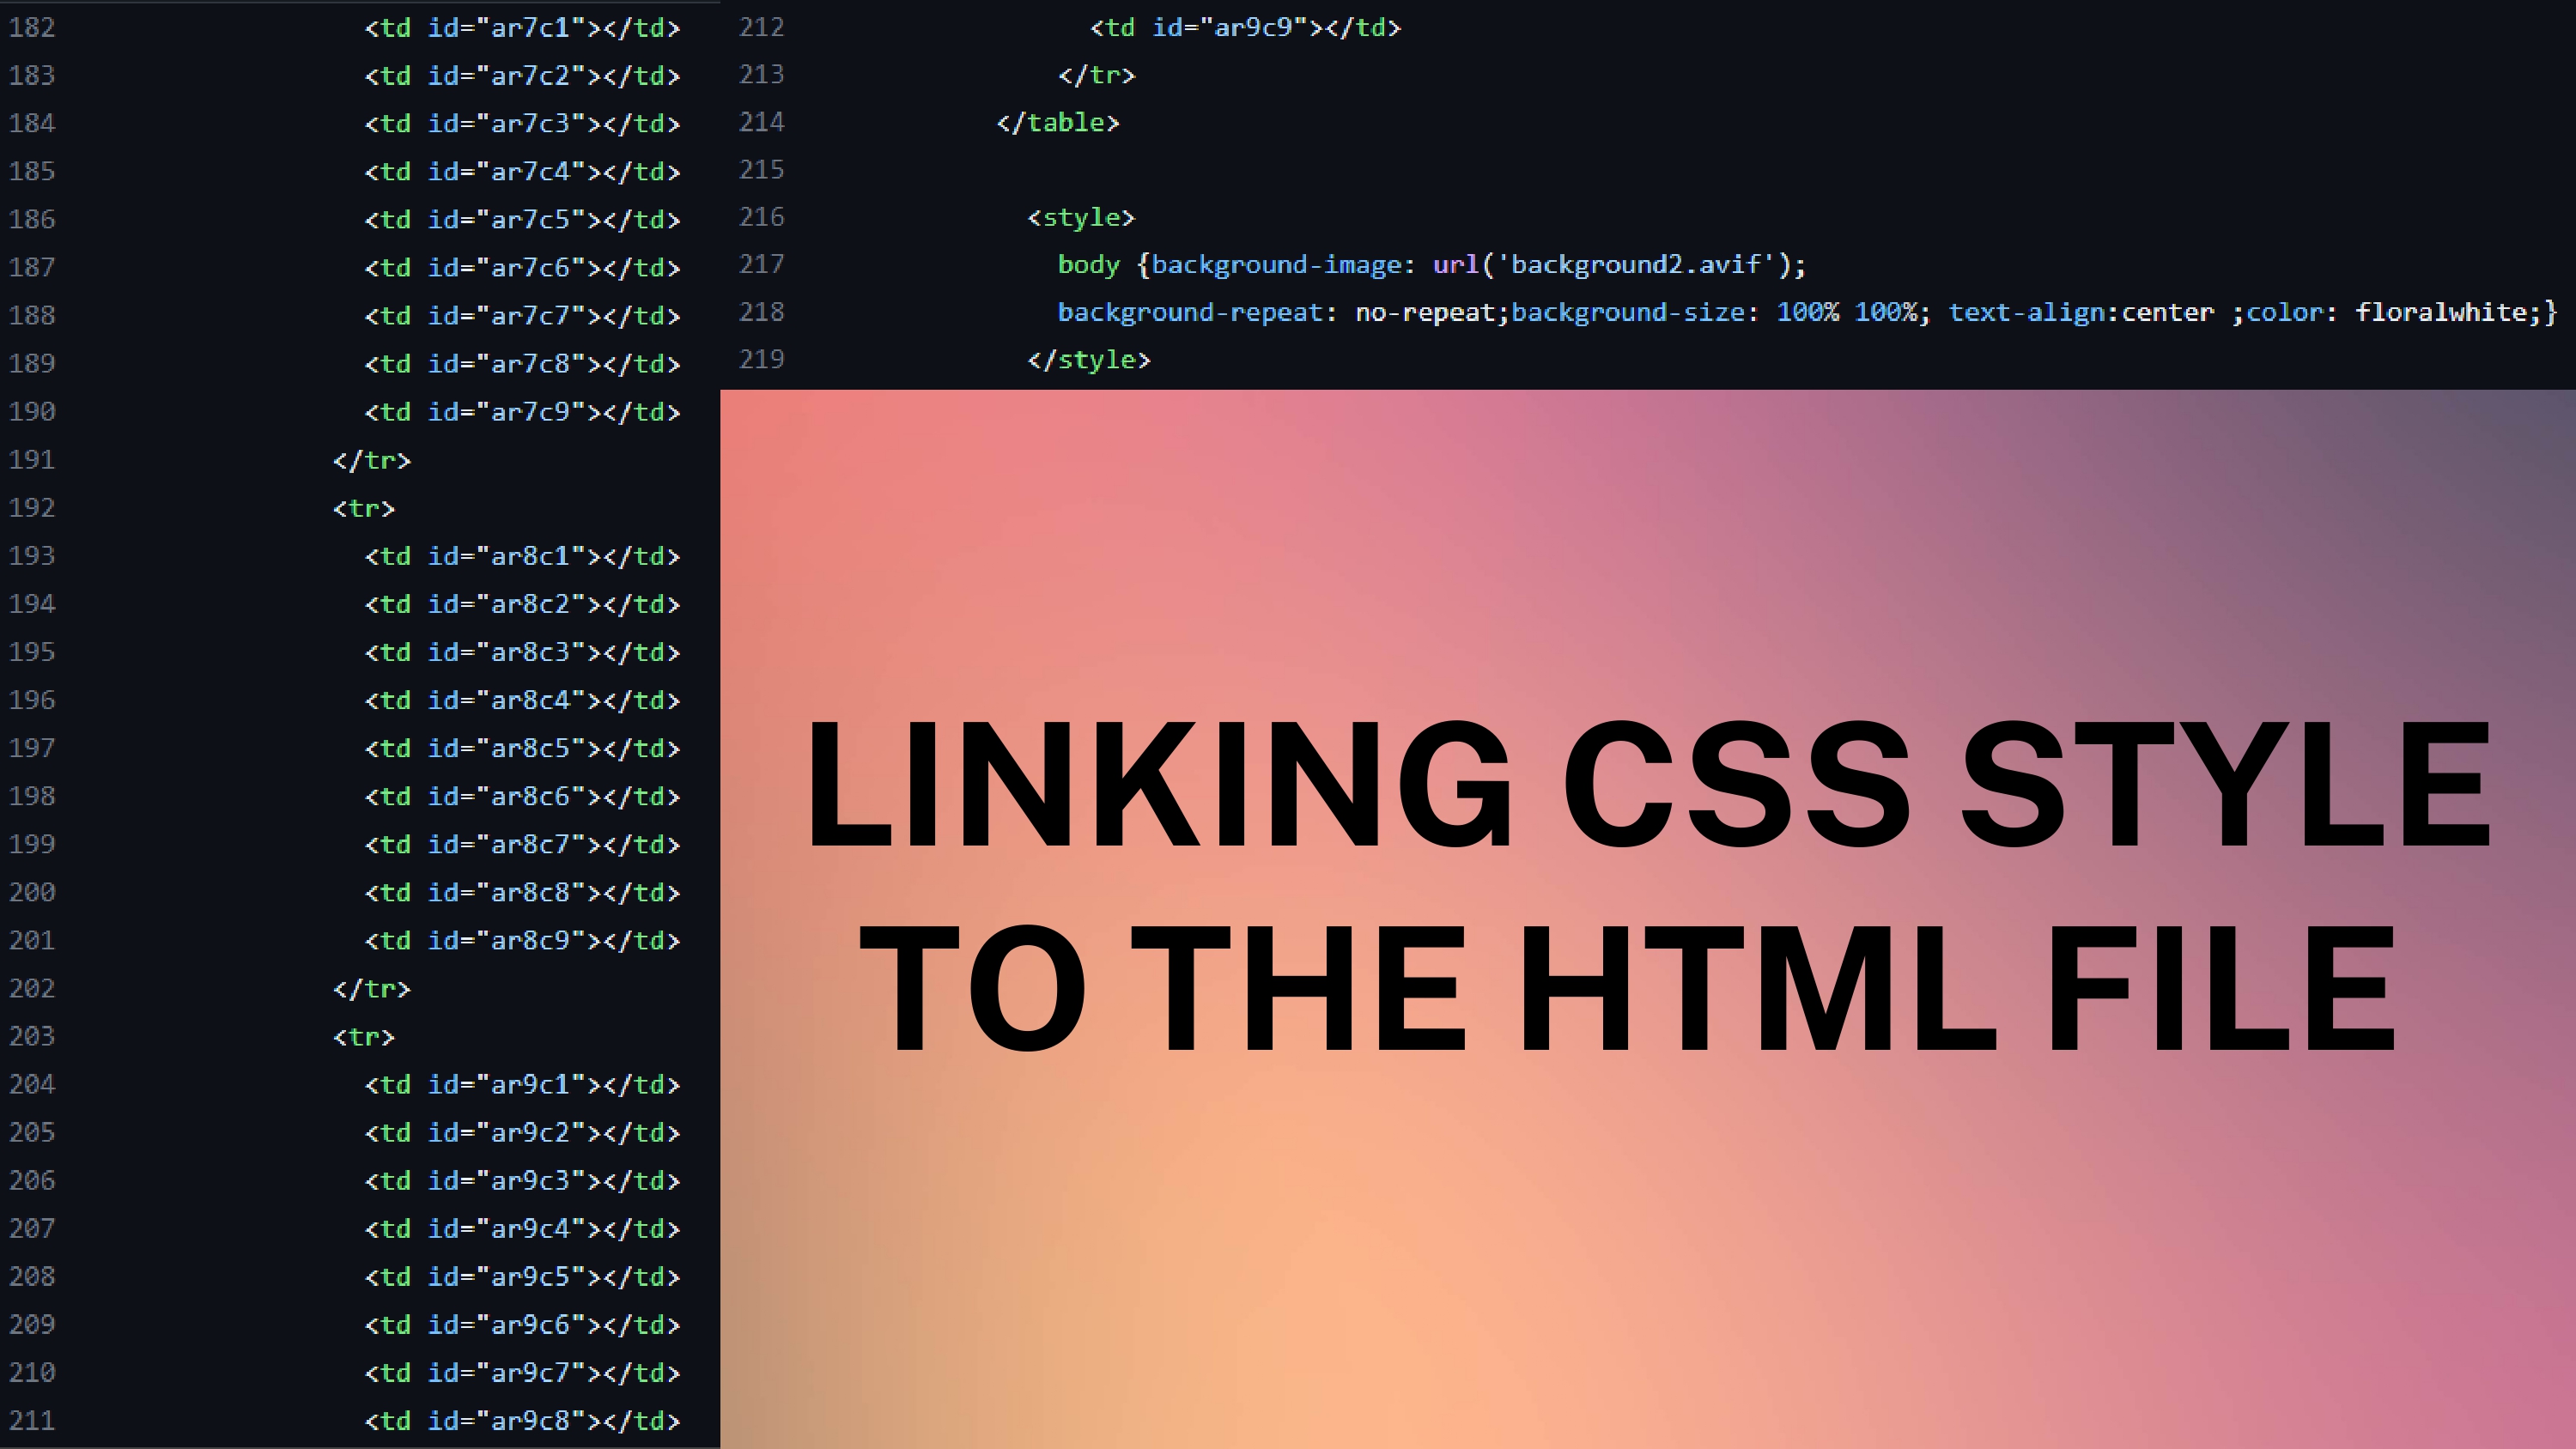 182 <td id="ar7c1"></td>
183 <td id="ar7c2"></td>
184 <td id="ar7c3"></td>
185 <td id="ar7c4"></td>
186 <td id="ar7c5"></td>
187 <td id="ar7c6"></td>
188 <td id="ar7c7"></td>
189 <td id="ar7c8"></td>
190 <td id="ar7c9"></td>
191 </tr>
192 <tr>
193 <td id="ar8c1"></td>
194 <td id="ar8c2"></td>
195 <td id="ar8c3"></td>
196 <td id="ar8c4"></td>
197 <td id="ar8c5"></td>
198 <td id="ar8c6"></td>
199 <td id="ar8c7"></td>
200 <td id="ar8c8"></td>
201 <td id="ar8c9"></td>
202 </tr>
203 <tr>
204 <td id="ar9c1"></td>
205 <td id="ar9c2"></td>
206 <td id="ar9c3"></td>
207 <td id="ar9c4"></td>
208 <td id="ar9c5"></td>
209 <td id="ar9c6"></td>
210 <td id="ar9c7"></td>
211 <td id="ar9c8"></td>
212 <td id="ar9c9"></td>
213 </tr>
214 </table>
215
216 <style>
217 body {background-image: url('background2.avif');
218 background-repeat: no-repeat;background-size: 100% 100%; text-align:center ;color: floralwhite;}
219 </style>
LINKING CSS STYLE
TO THE HTML FILE